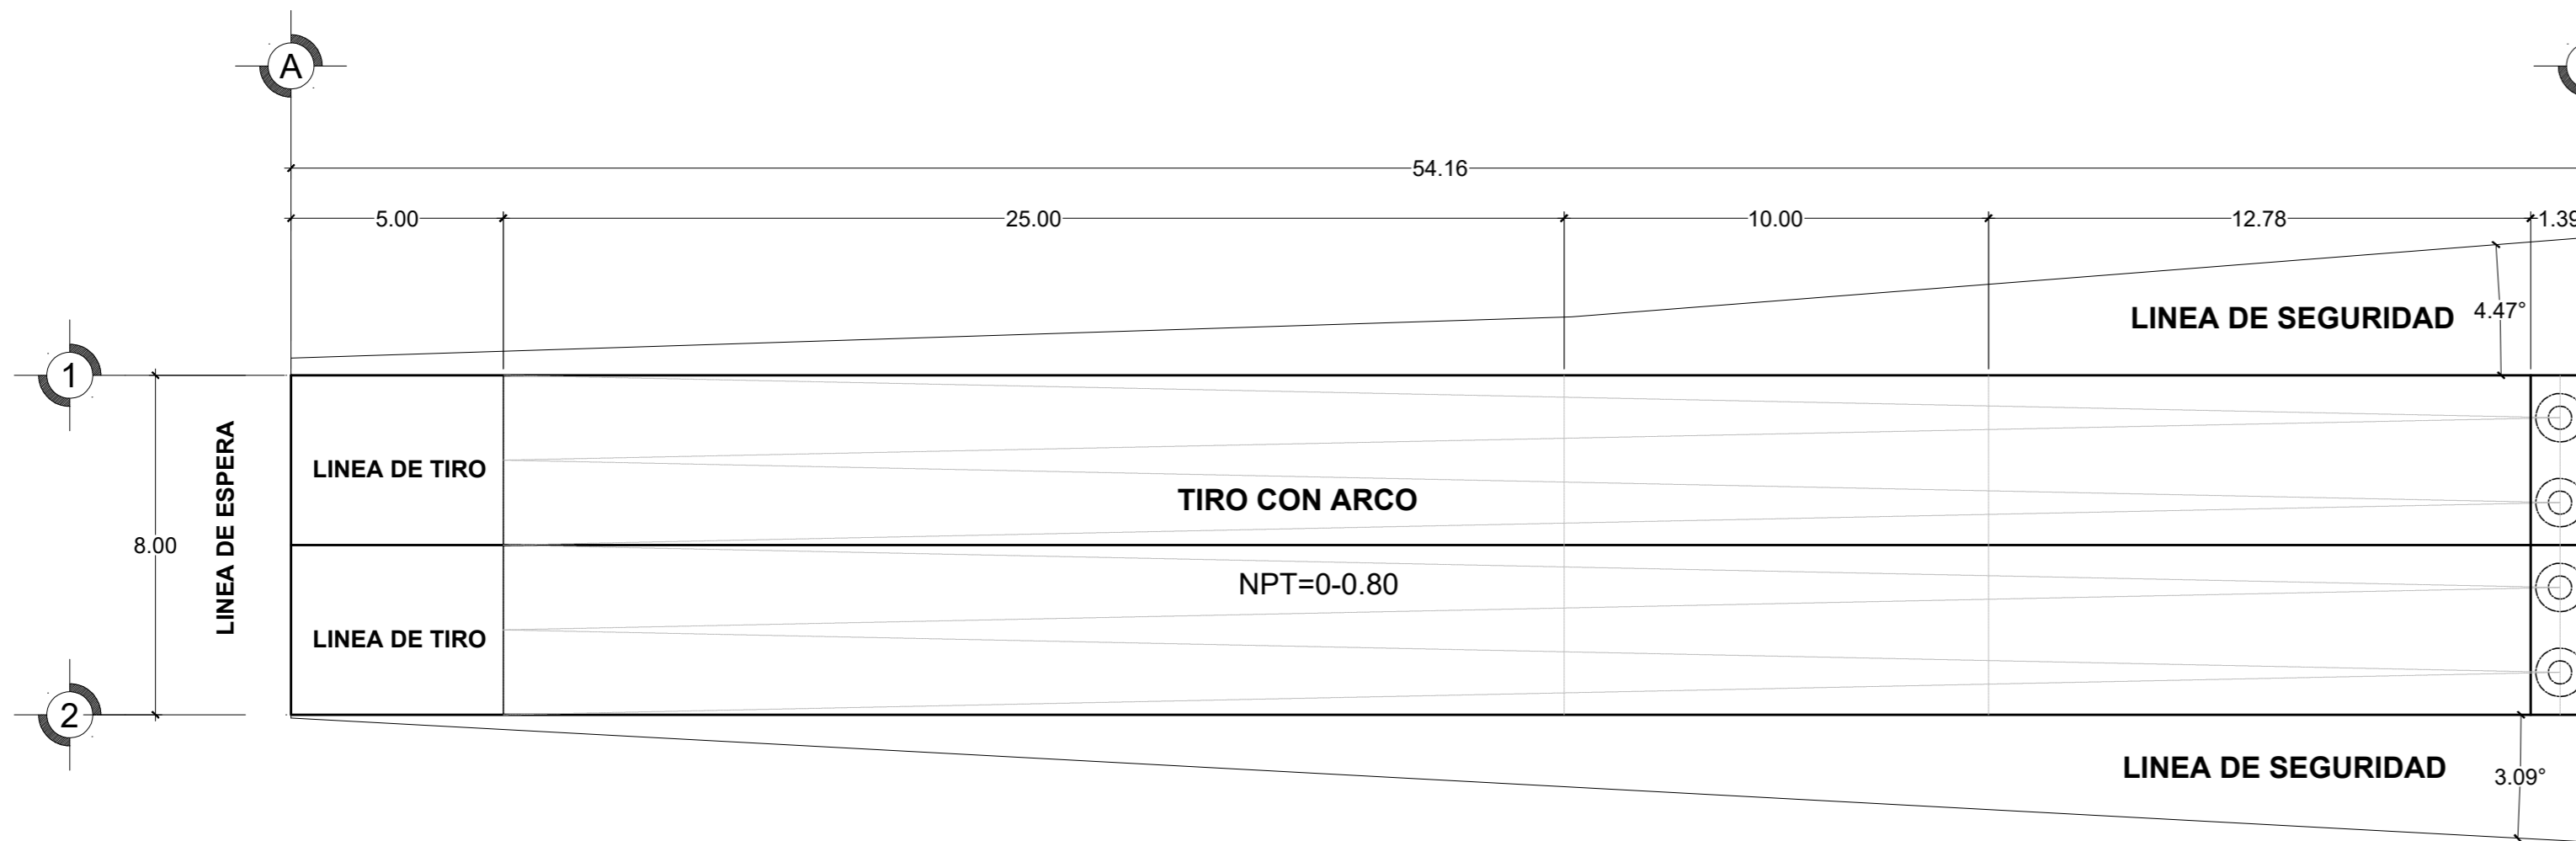 A
54.16
5.00
25.00
10.00
12.78
1.39
LINEA DE SEGURIDAD
4.47°
1
LINEA DE ESPERA
LINEA DE TIRO
TIRO CON ARCO
8.00
NPT=0-0.80
LINEA DE TIRO
2
LINEA DE SEGURIDAD
3.09°